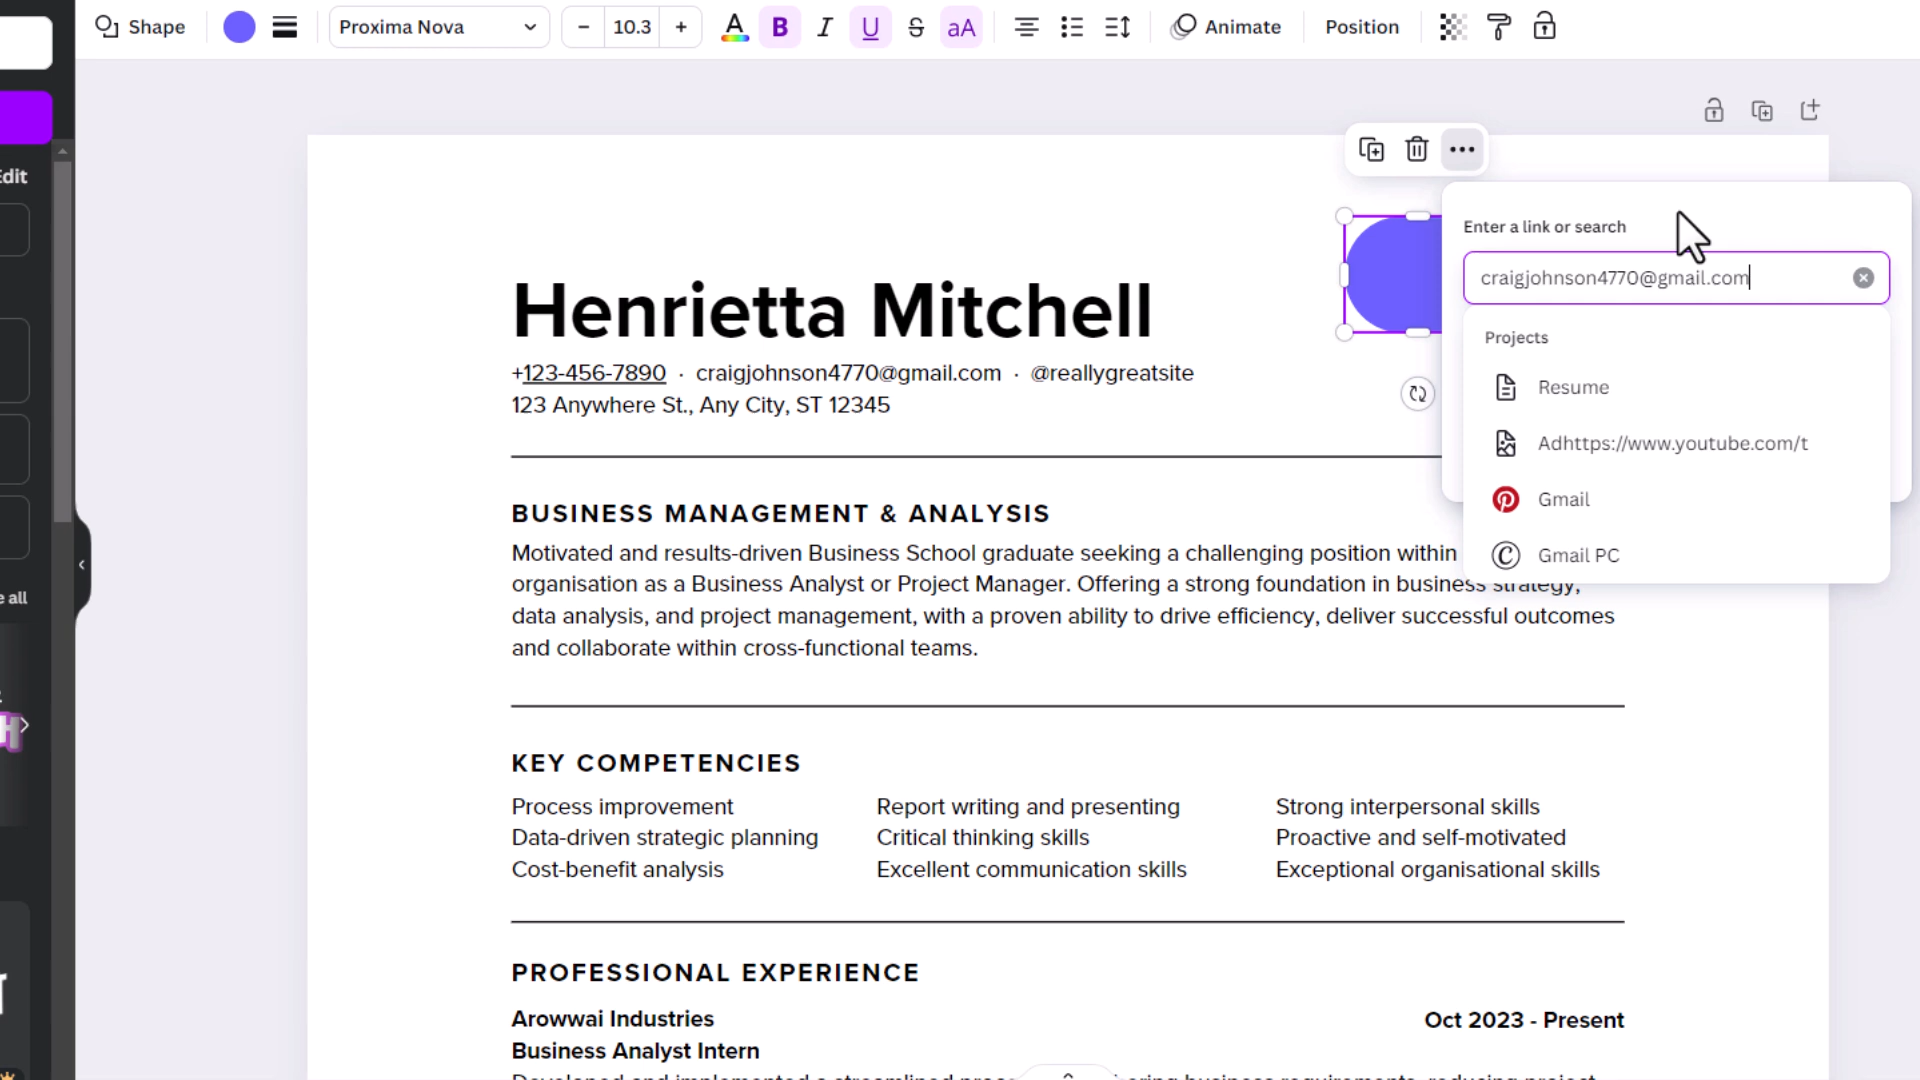 Shape
Proxima Nova
10.3
A
B
I
U
S
aA
Animate
Position
Edit
Enter a link or search
craigjohnson4770@gmail.com
Projects
Resume
Adhttps://www.youtube.com/t
Gmail
Gmail PC
Henrietta Mitchell
+123-456-7890 · craigjohnson4770@gmail.com · @reallygreatsite
123 Anywhere St., Any City, ST 12345
BUSINESS MANAGEMENT & ANALYSIS
Motivated and results-driven Business School graduate seeking a challenging position within
organisation as a Business Analyst or Project Manager. Offering a strong foundation in business strategy,
data analysis, and project management, with a proven ability to drive efficiency, deliver successful outcomes
and collaborate within cross-functional teams.
e all
KEY COMPETENCIES
Process improvement
Data-driven strategic planning
Cost-benefit analysis
Report writing and presenting
Critical thinking skills
Excellent communication skills
Strong interpersonal skills
Proactive and self-motivated
Exceptional organisational skills
PROFESSIONAL EXPERIENCE
Arowwai Industries
Oct 2023 - Present
Business Analyst Intern